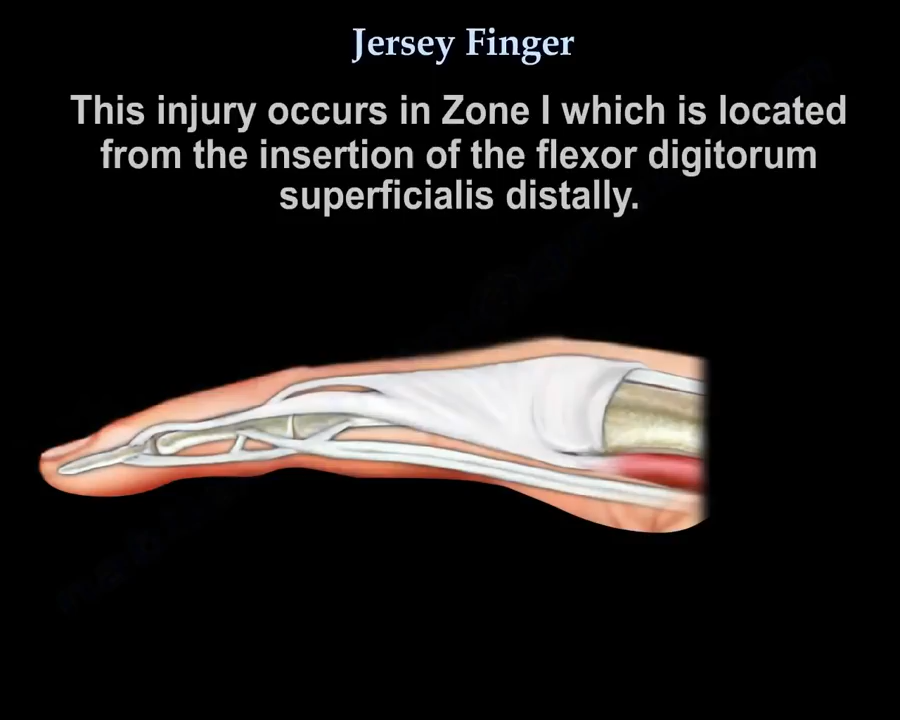 Jersey Finger
This injury occurs in Zone I which is located
from the insertion of the flexor digitorum
superficialis distally.